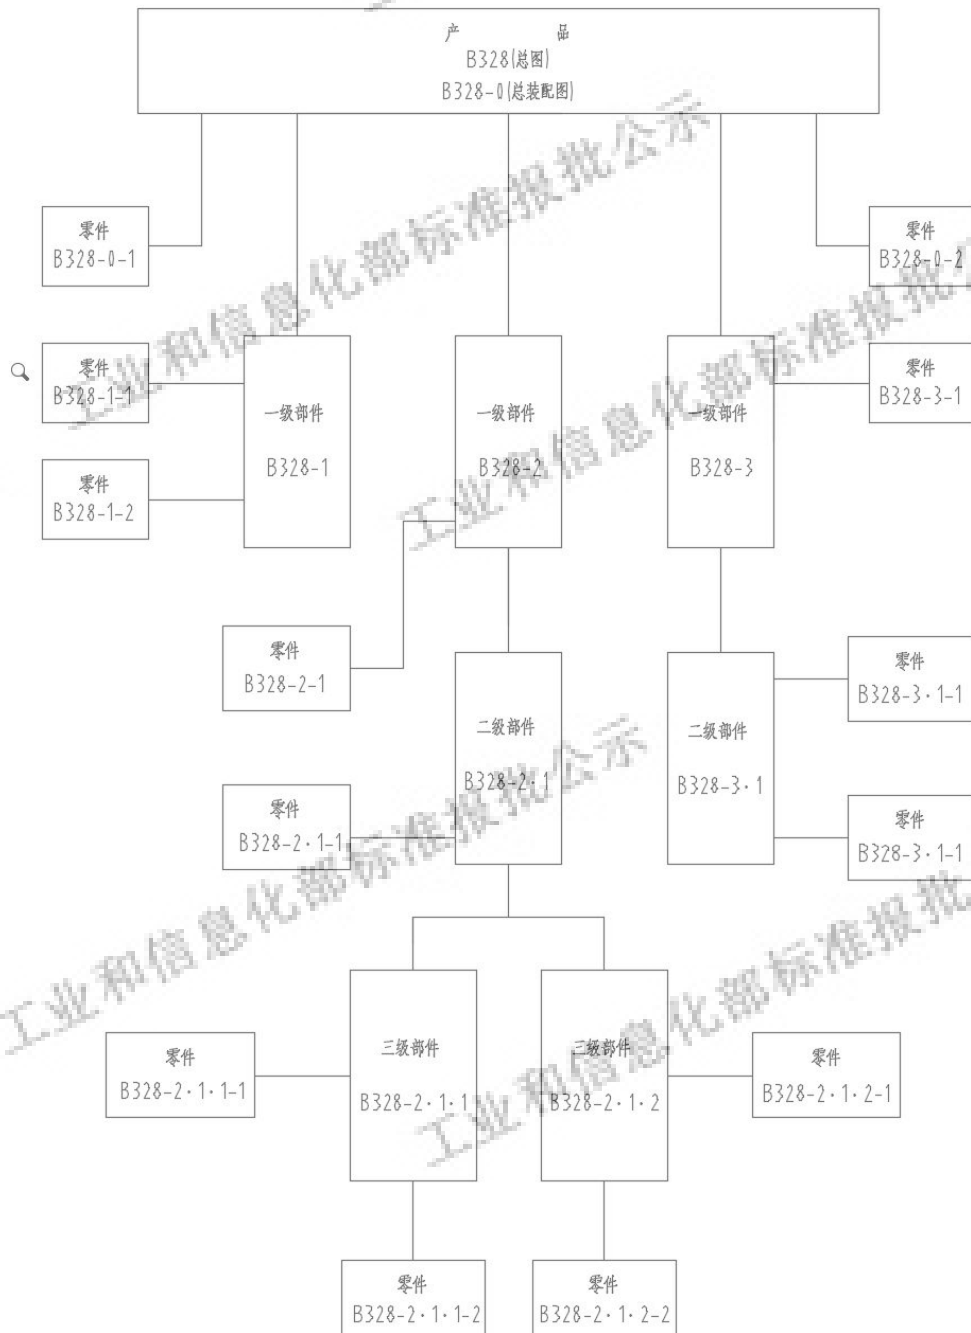 产 品
B328(总图)
B328-0(总装配图)
零件
B328-0-1
零件
B328-0-2
零件
B328-1-1
零件
B328-1-2
一级部件
B328-1
一级部件
B328-2
一级部件
B328-3
零件
B328-3-1
零件
B328-2-1
二级部件
B328-2·1
二级部件
B328-3·1
零件
B328-3·1-1
零件
B328-2·1-1
零件
B328-3·1-1
三级部件
B328-2·1·1
三级部件
B328-2·1·2
零件
B328-2·1·1-1
零件
B328-2·1·2-1
零件
B328-2·1·1-2
零件
B328-2·1·2-2
工业和信息化部标准报批公示
工业和信息化部标准报批公
工业和信息化部标准报批公示
工业和信息化部标准报批